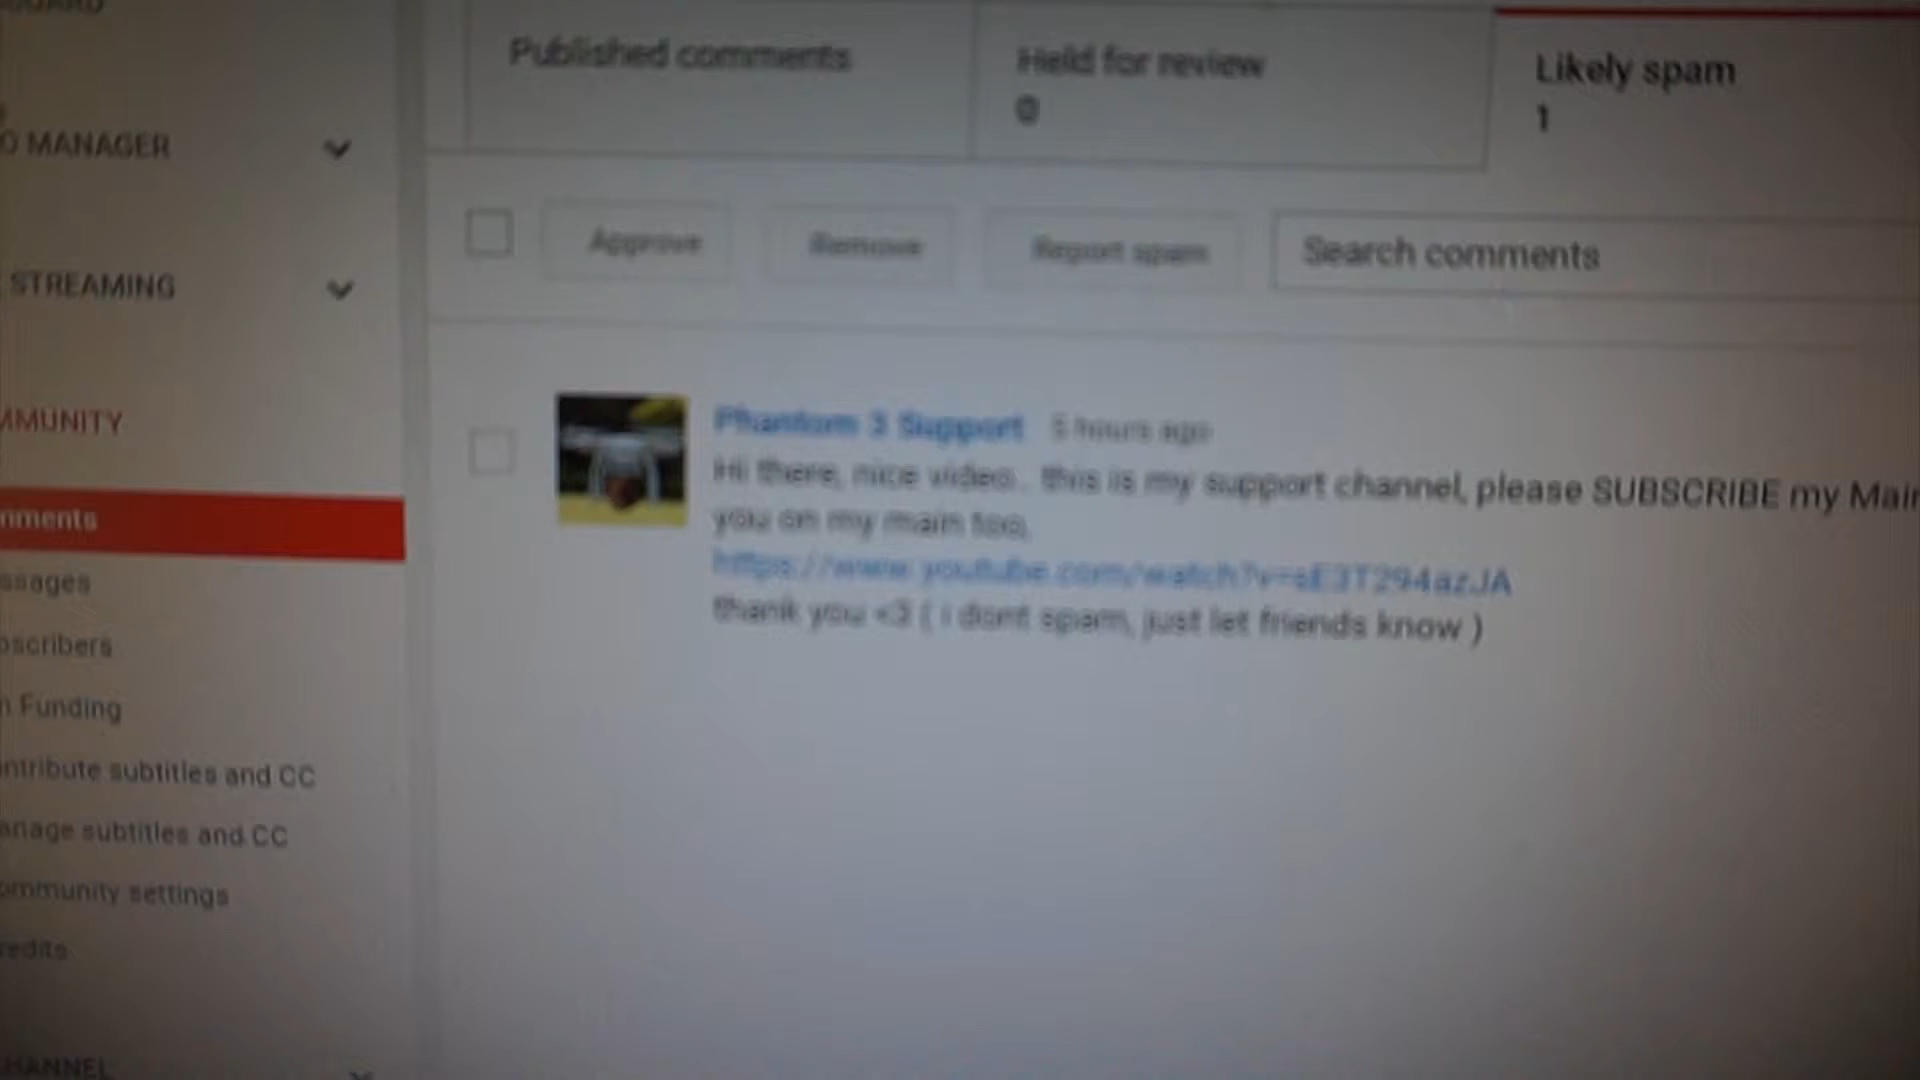 Published comments
Held for review
0
Likely spam
1
MANAGER
Approve
Remove
Report spam
Search comments
STREAMING
Phantom 3 Support 5 hours ago
Hi there, nice video.. this is my support channel, please SUBSCRIBE my
you on my main too,
https://www.youtube.com/watch?v=sE3T294azJA
thank you <3 ( i dont spam, just let friends know )
MMUNITY
mments
ssages
bscribers
n Funding
ntribute subtitles and CC
anage subtitles and CC
ommunity settings
redits
HANNEL